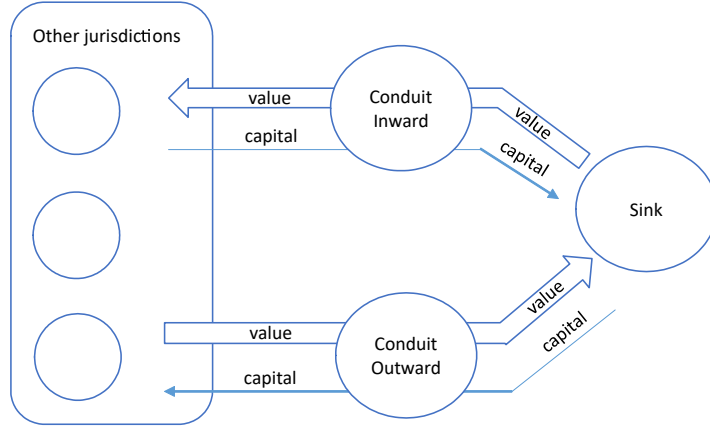 Other jurisdictions
value
Conduit
Inward
value
capital
capital
Sink
value
Conduit
Outward
value
capital
capital